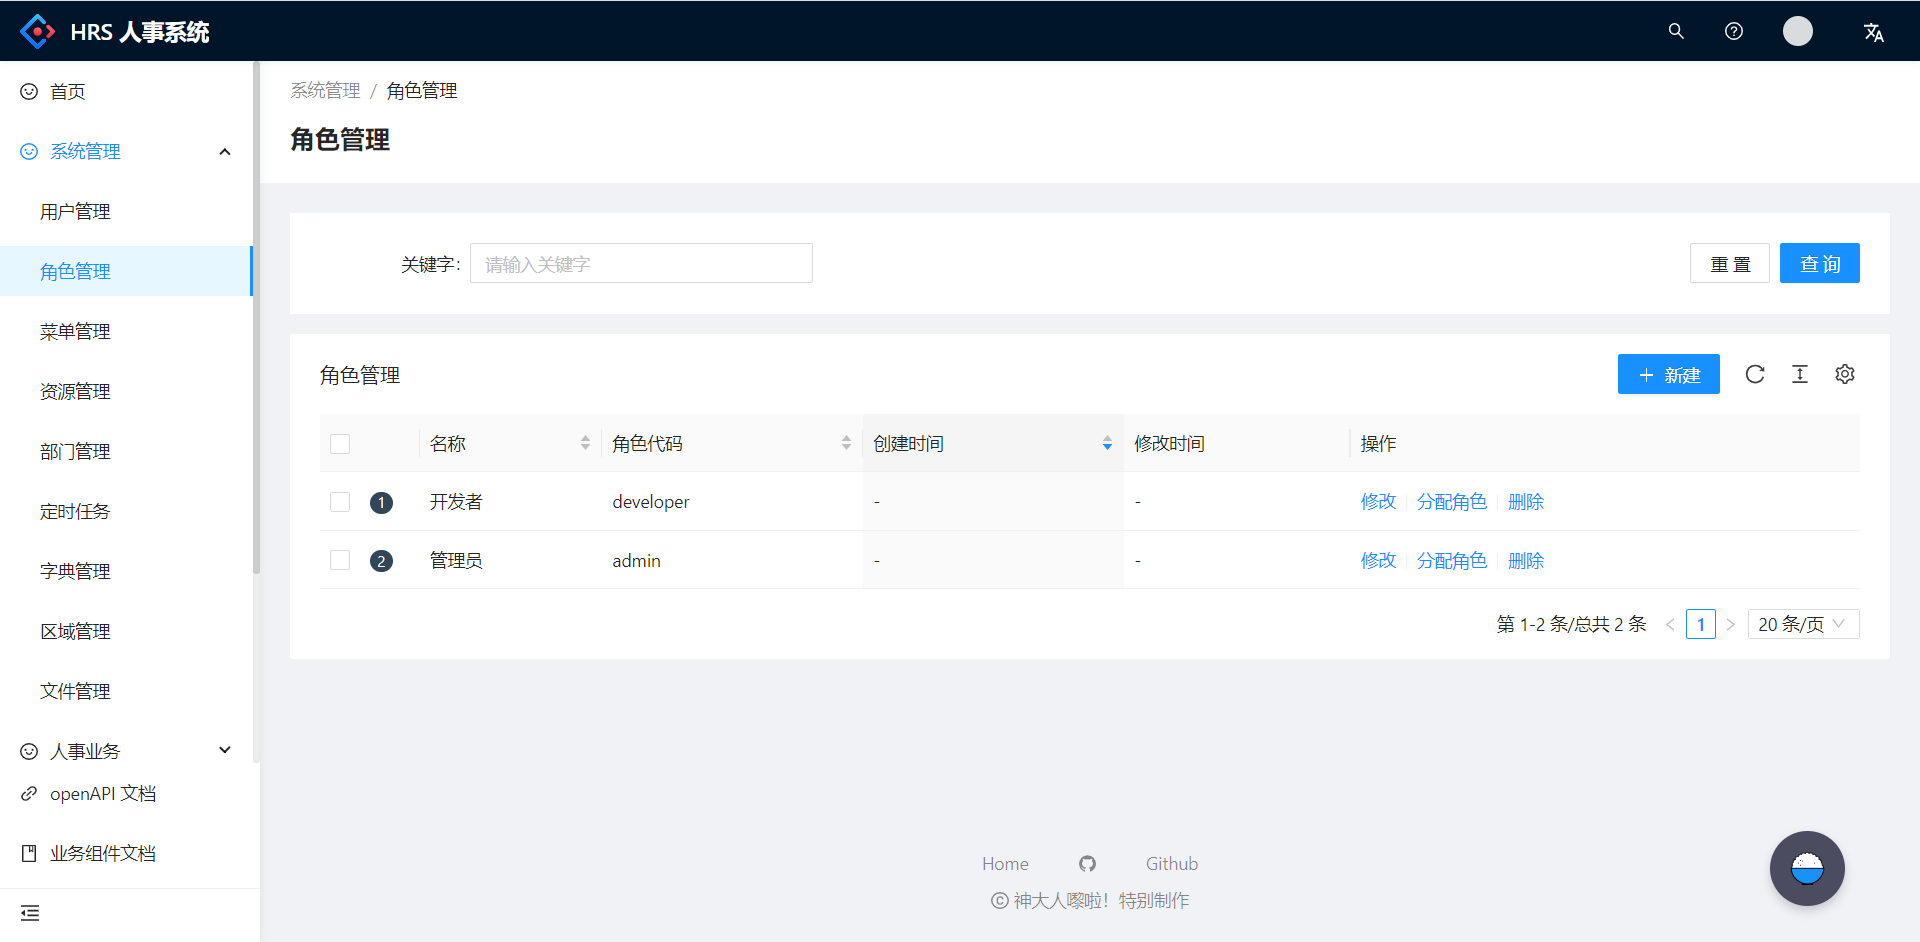 HRS 人事系统
首页
系统管理
用户管理
角色管理
菜单管理
资源管理
部门管理
定时任务
字典管理
区域管理
文件管理
人事业务
openAPI 文档
业务组件文档
系统管理 / 角色管理
角色管理
关键字: 请输入关键字 重 置 查 询
角色管理 新建
名称 角色代码 创建时间 修改时间 操作
1 开发者 developer - - 修改 分配角色 删除
2 管理员 admin - - 修改 分配角色 删除
第 1-2 条/总共 2 条 < 1 > 20 条/页
Home Github
© 神大人嚟啦！特别制作